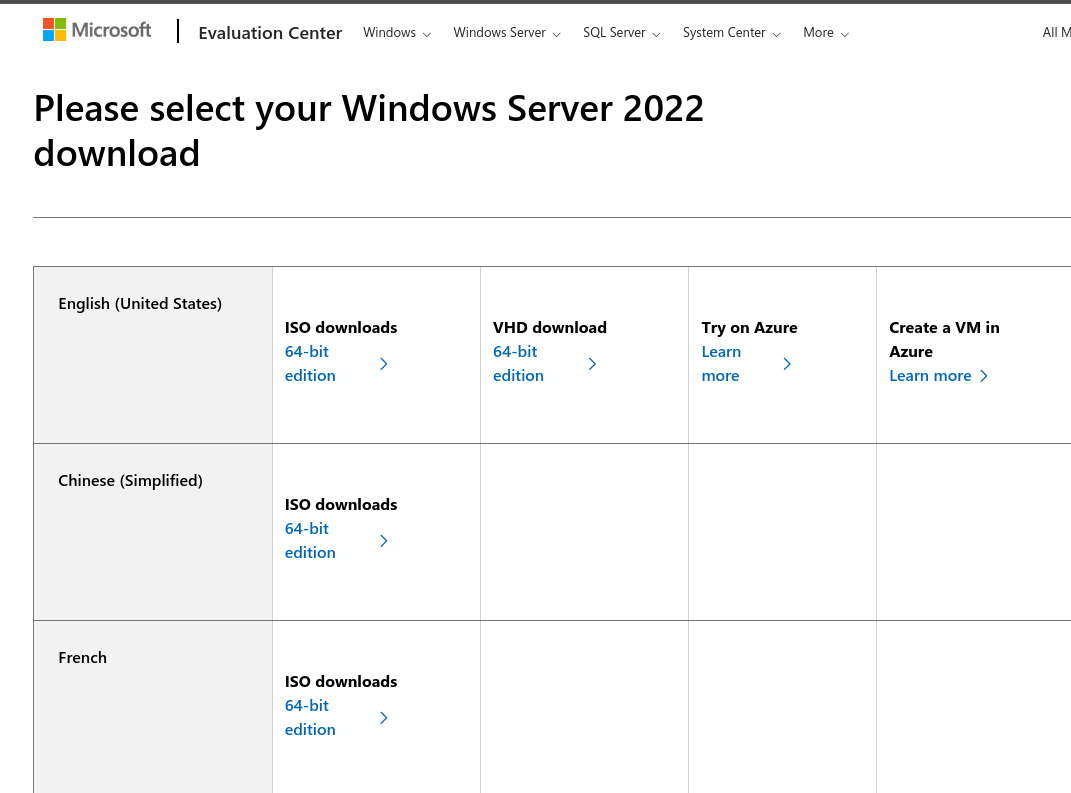 Microsoft Evaluation Center Windows Windows Server SQL Server System Center More All M
Please select your Windows Server 2022
download
English (United States)
ISO downloads
64-bit
edition
VHD download
64-bit
edition
Try on Azure
Learn
more
Create a VM in
Azure
Learn more
Chinese (Simplified)
ISO downloads
64-bit
edition
French
ISO downloads
64-bit
edition